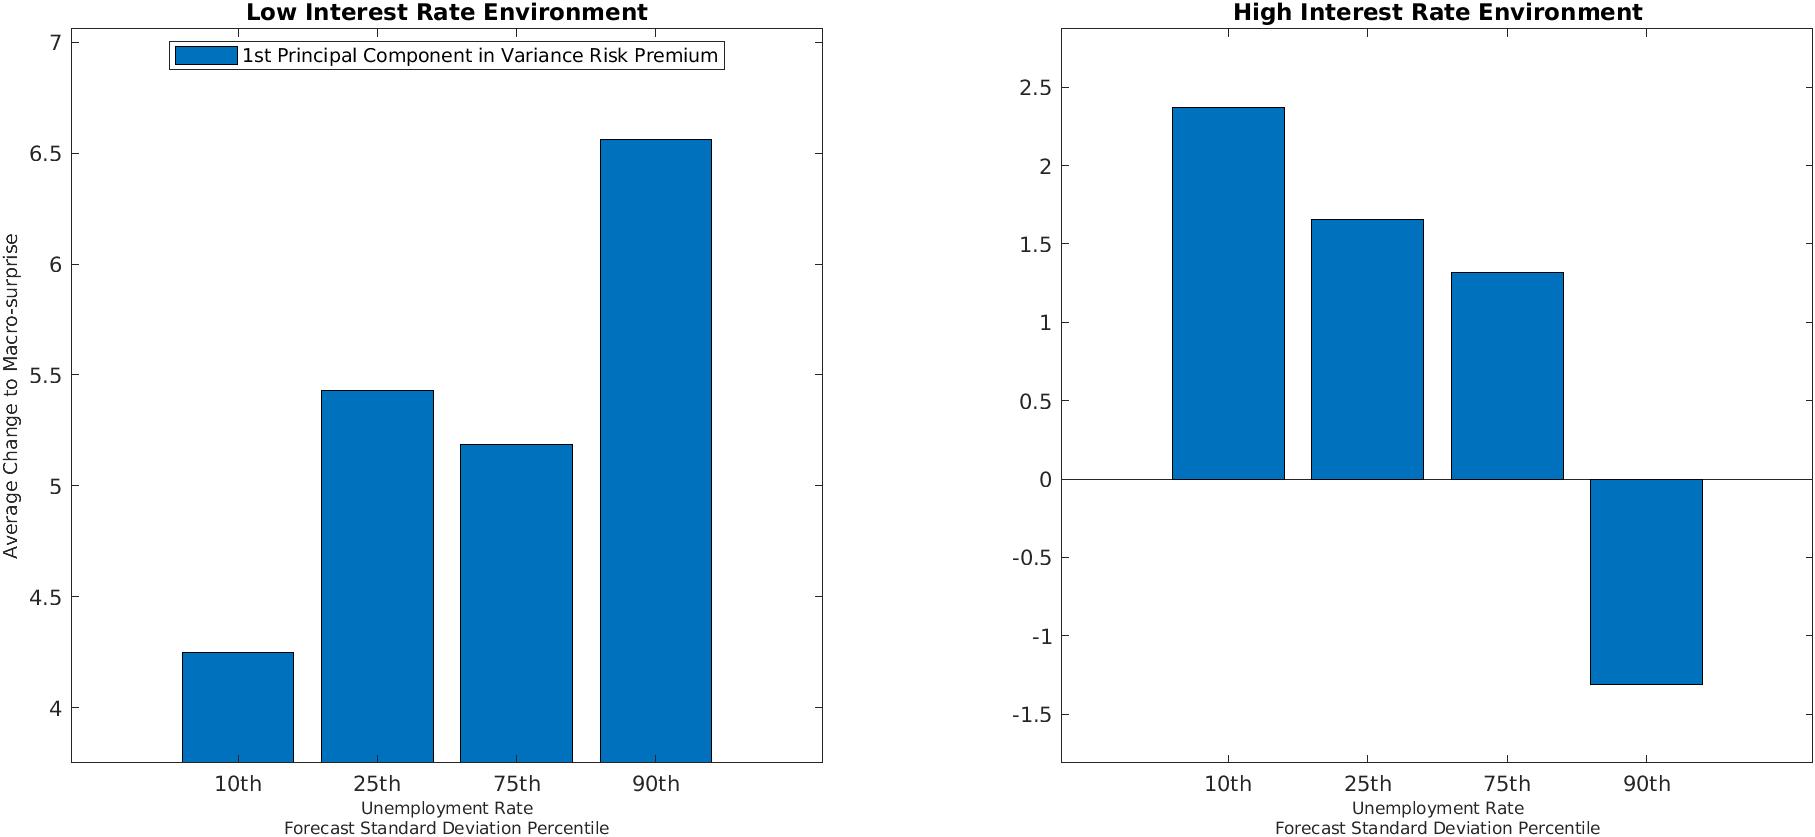 Low Interest Rate Environment
1st Principal Component in Variance Risk Premium
Average Change to Macro-surprise
7
6.5
6
5.5
5
4.5
4
10th 25th 75th 90th
Unemployment Rate
Forecast Standard Deviation Percentile
High Interest Rate Environment
2.5
2
1.5
1
0.5
0
-0.5
-1
-1.5
10th 25th 75th 90th
Unemployment Rate
Forecast Standard Deviation Percentile